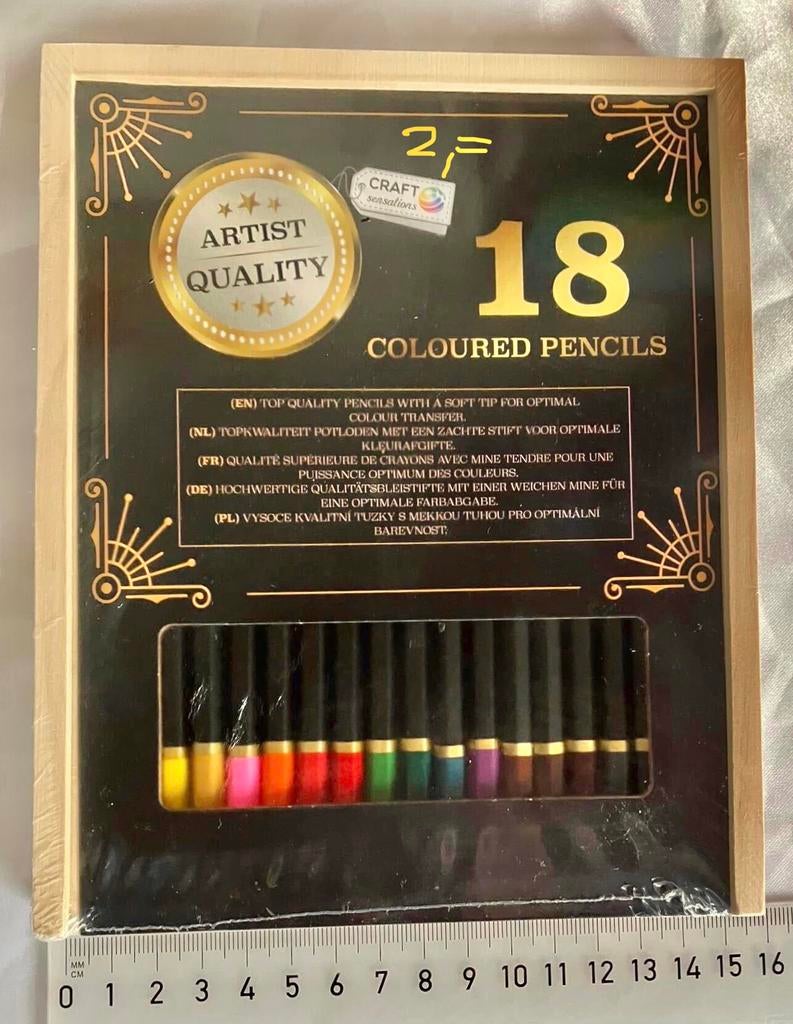 2,=
CRAFT
sensations
ARTIST
QUALITY
18
COLOURED PENCILS
(EN) TOP QUALITY PENCILS WITH A SOFT TIP FOR OPTIMAL
COLOUR TRANSFER.
(NL) TOPKWALITEIT POTLODEN MET EEN ZACHTE STIFT VOOR OPTIMALE
KLEURAFGIFTE.
(FR) QUALITÉ SUPÉRIEURE DE CRAYONS AVEC MINE TENDRE POUR UNE
PUISSANCE OPTIMUM DES COULEURS.
(DE) HOCHWERTIGE QUALITÄTSBLEISTIFTE MIT EINER WEICHEN MINE FÜR
EINE OPTIMALE FARBABGABE.
(PL) VYSOCE KVALITNÍ TUZKY S MEKKOU TUHOU PRO OPTIMÁLNÍ
BAREVNOST.
MM
CM
0 1 2 3 4 5 6 7 8 9 10 11 12 13 14 15 16